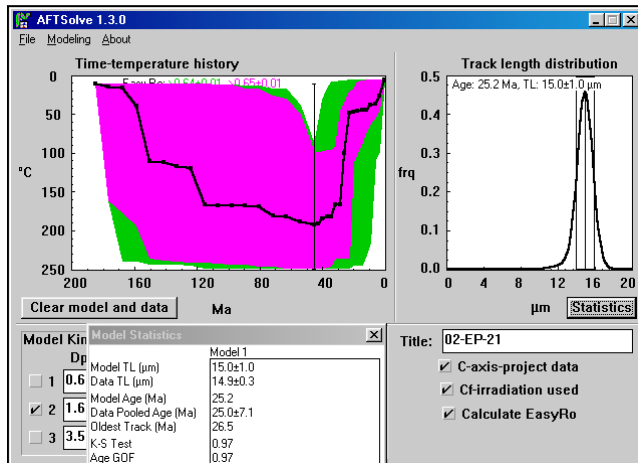 AFTSolve 1.3.0
File Modeling About
Time-temperature history
Track length distribution
>0.64±0.01 >0.65±0.01
Age: 25.2 Ma, TL: 15.0±1.0 µm
0
50
100
150
200
250
°C
200 160 120 80 40 0
Ma
0.5
0.4
0.3
0.2
0.1
0.0
frq
0 4 8 12 16 20
µm
Clear model and data
Statistics
Model Kin
Dp
1 0.6
2 1.6
3 3.5
Model Statistics
Model 1
Model TL (µm) 15.0±1.0
Data TL (µm) 14.9±0.3
Model Age (Ma) 25.2
Data Pooled Age (Ma) 25.0±7.1
Oldest Track (Ma) 26.5
K-S Test 0.97
Age GOF 0.97
Title: 02-EP-21
C-axis-project data
Cf-irradiation used
Calculate EasyRo